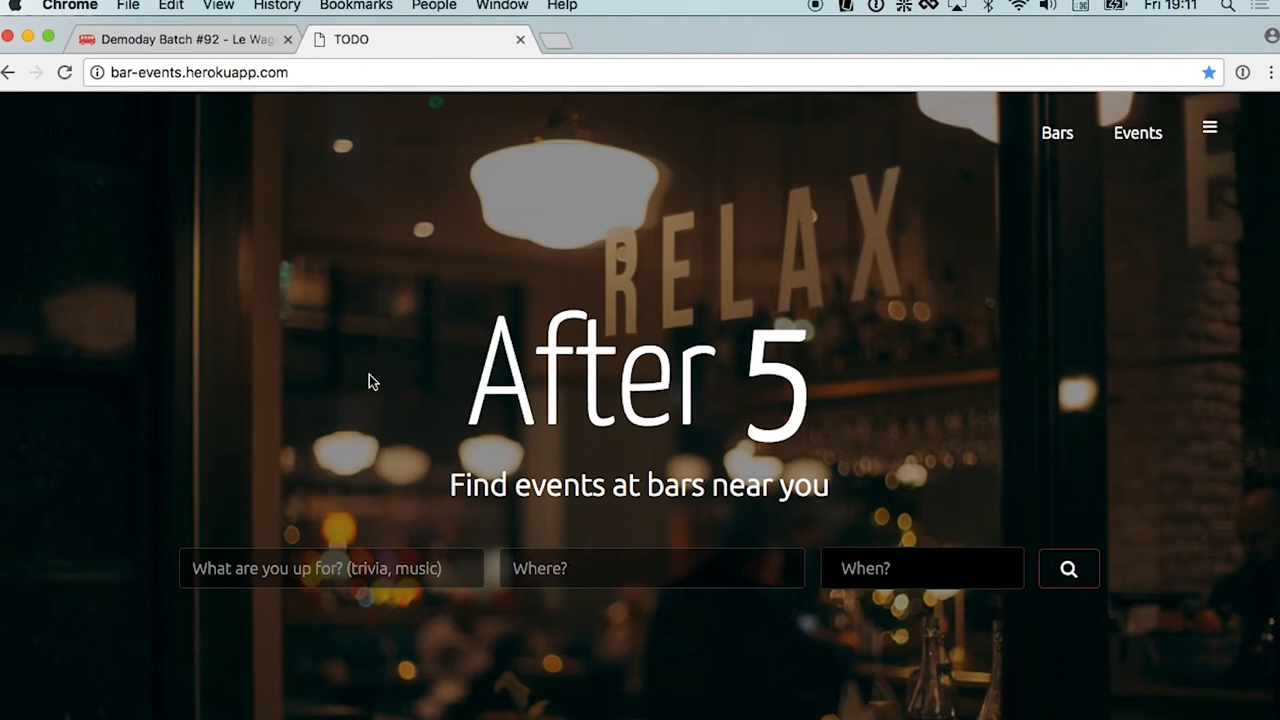 Chrome File Edit View History Bookmarks People Window Help Fri 19:11
Demoday Batch #92 - Le Wag
TODO
bar-events.herokuapp.com
Bars Events
RELAX
After 5
Find events at bars near you
What are you up for? (trivia, music) Where? When?